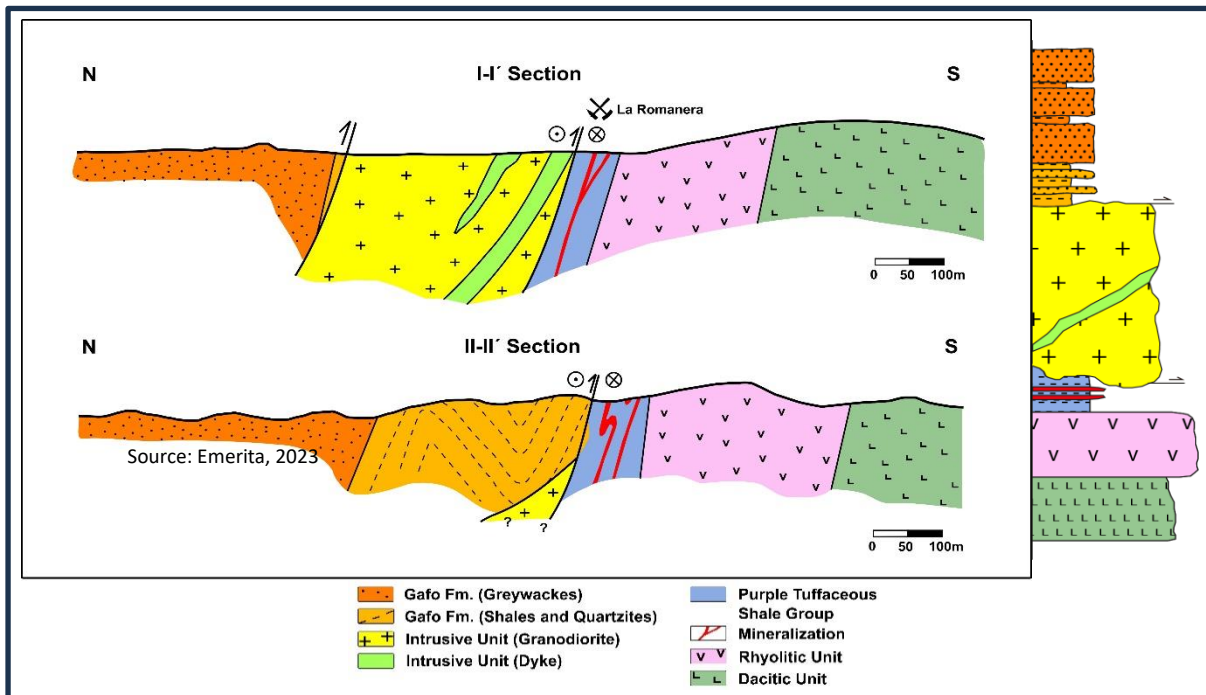 N
I-I´ Section
S
La Romanera
0 50 100m
N
II-II´ Section
S
Source: Emerita, 2023
? ?
0 50 100m
Gafo Fm. (Greywackes)
Gafo Fm. (Shales and Quartzites)
Intrusive Unit (Granodiorite)
Intrusive Unit (Dyke)
Purple Tuffaceous
Shale Group
Mineralization
Rhyolitic Unit
Dacitic Unit